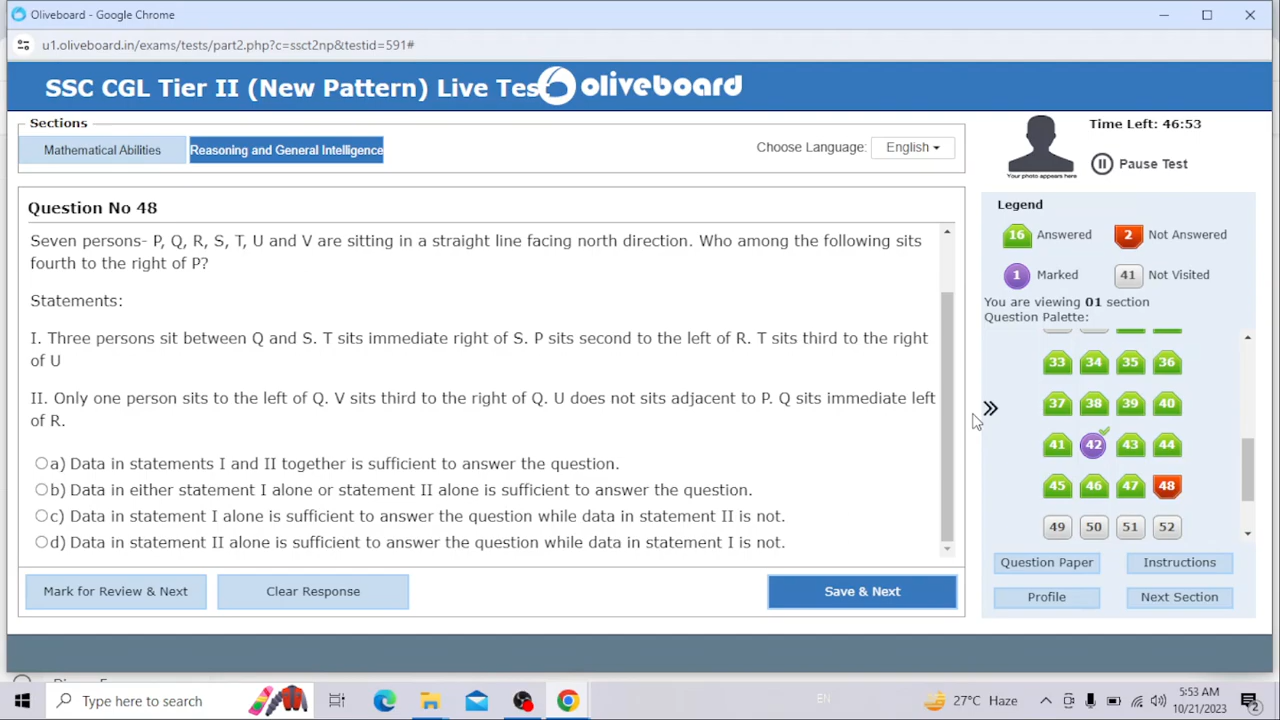 Oliveboard - Google Chrome
u1.oliveboard.in/exams/tests/part2.php?c=ssct2np&testid=591#
SSC CGL Tier II (New Pattern) Live Tes
oliveboard
Sections
Mathematical Abilities
Reasoning and General Intelligence
Choose Language: English
Question No 48
Seven persons- P, Q, R, S, T, U and V are sitting in a straight line facing north direction. Who among the following sits
fourth to the right of P?
Statements:
I. Three persons sit between Q and S. T sits immediate right of S. P sits second to the left of R. T sits third to the right
of U
II. Only one person sits to the left of Q. V sits third to the right of Q. U does not sits adjacent to P. Q sits immediate left
of R.
a) Data in statements I and II together is sufficient to answer the question.
b) Data in either statement I alone or statement II alone is sufficient to answer the question.
c) Data in statement I alone is sufficient to answer the question while data in statement II is not.
d) Data in statement II alone is sufficient to answer the question while data in statement I is not.
Mark for Review & Next
Clear Response
Save & Next
Your photo appears here
Time Left: 46:53
Pause Test
Legend
16 Answered 2 Not Answered
1 Marked 41 Not Visited
You are viewing 01 section
Question Palette:
33 34 35 36
37 38 39 40
41 42 43 44
45 46 47 48
49 50 51 52
Question Paper
Instructions
Profile
Next Section
Type here to search
EN
27°C Haze
5:53 AM
10/21/2023
2